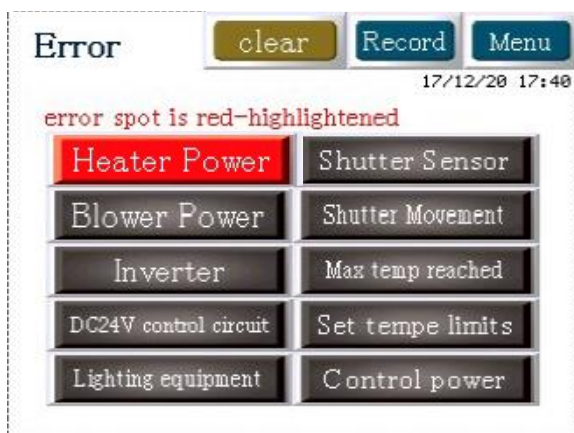 Error clear Record Menu
17/12/20 17:40
error spot is red-highlightened
Heater Power Shutter Sensor
Blower Power Shutter Movement
Inverter Max temp reached
DC24V control circuit Set tempe limits
Lighting equipment Control power